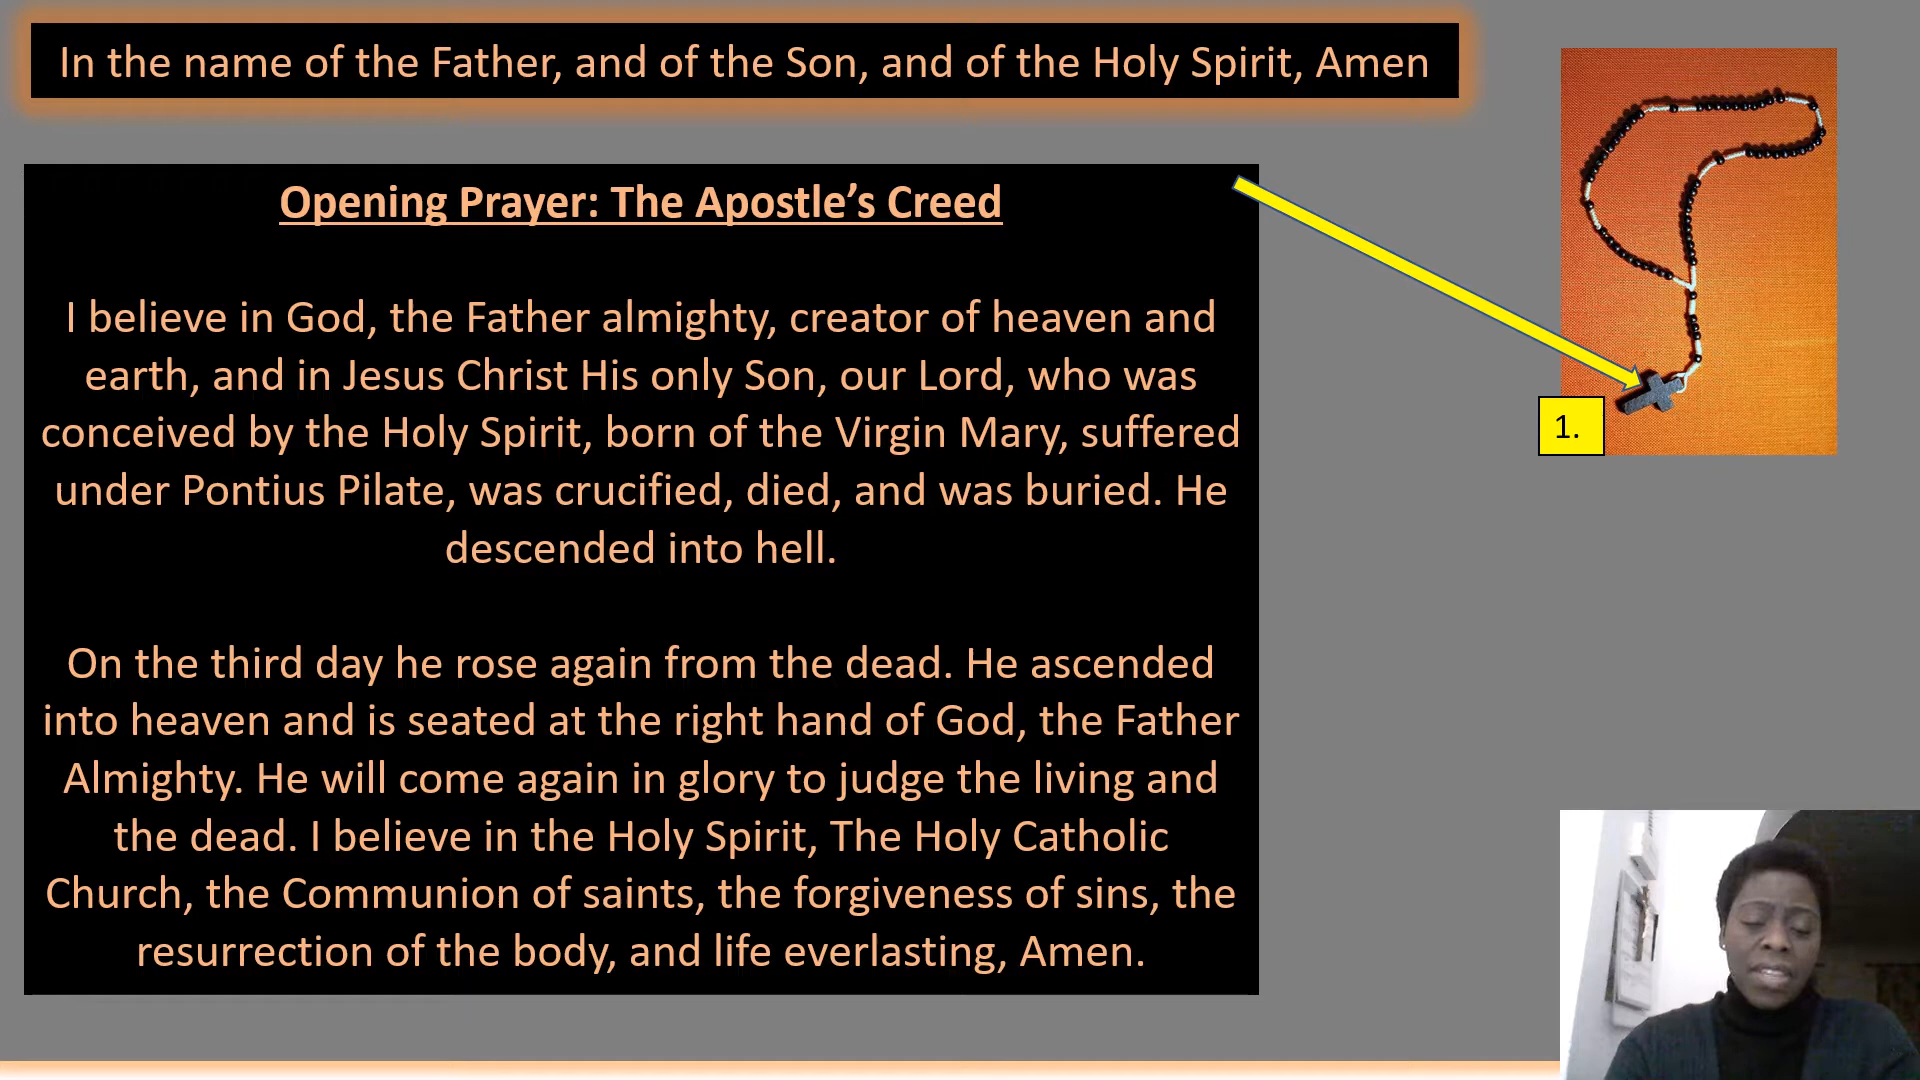 In the name of the Father, and of the Son, and of the Holy Spirit, Amen
Opening Prayer: The Apostle’s Creed
I believe in God, the Father almighty, creator of heaven and
earth, and in Jesus Christ His only Son, our Lord, who was
conceived by the Holy Spirit, born of the Virgin Mary, suffered
under Pontius Pilate, was crucified, died, and was buried. He
descended into hell.
On the third day he rose again from the dead. He ascended
into heaven and is seated at the right hand of God, the Father
Almighty. He will come again in glory to judge the living and
the dead. I believe in the Holy Spirit, The Holy Catholic
Church, the Communion of saints, the forgiveness of sins, the
resurrection of the body, and life everlasting, Amen.
1.